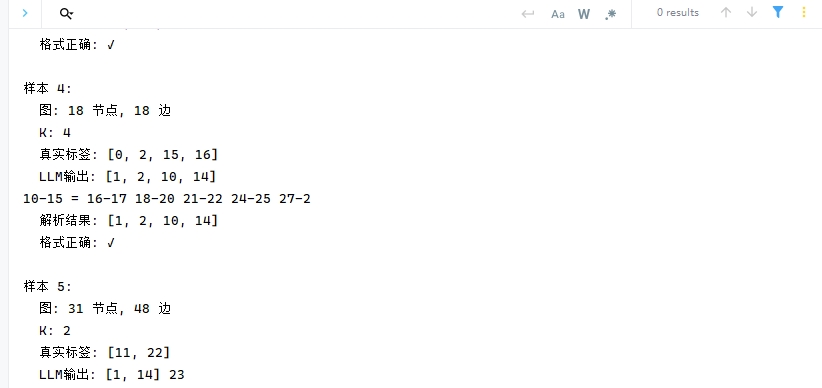 Aa W .* 0 results
格式正确: √
样本 4:
图: 18 节点, 18 边
K: 4
真实标签: [0, 2, 15, 16]
LLM输出: [1, 2, 10, 14]
10-15 = 16-17 18-20 21-22 24-25 27-2
解析结果: [1, 2, 10, 14]
格式正确: √
样本 5:
图: 31 节点, 48 边
K: 2
真实标签: [11, 22]
LLM输出: [1, 14] 23